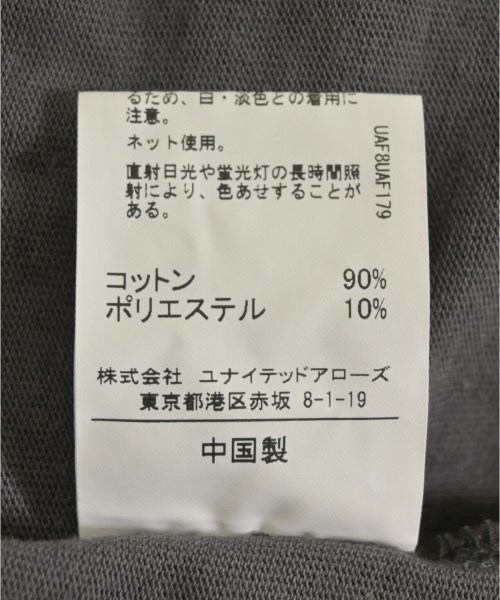 るため、白・淡色との着用に
注意。
ネット使用。
直射日光や蛍光灯の長時間照
射により、色あせすることが
ある。
UAF8UAF179
コットン 90%
ポリエステル 10%
株式会社 ユナイテッドアローズ
東京都港区赤坂 8-1-19
中国製